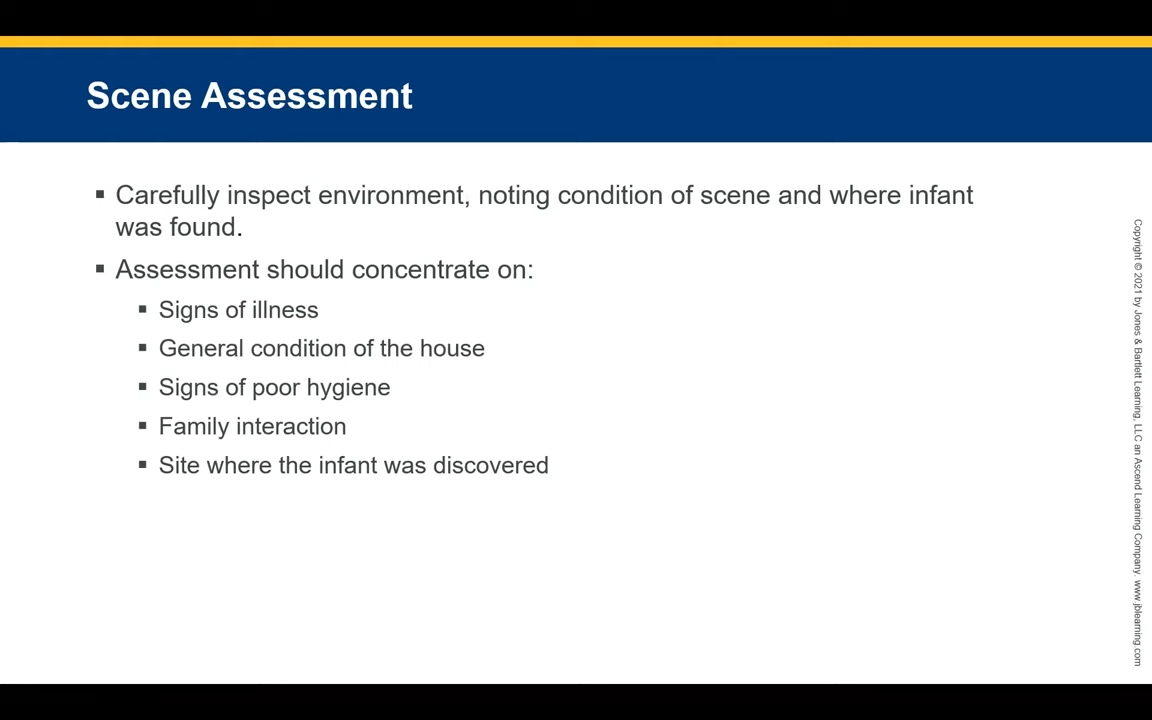 Scene Assessment
▪ Carefully inspect environment, noting condition of scene and where infant
was found.
▪ Assessment should concentrate on:
▪ Signs of illness
▪ General condition of the house
▪ Signs of poor hygiene
▪ Family interaction
▪ Site where the infant was discovered
Copyright © 2021 by Jones & Bartlett Learning, LLC an Ascend Learning Company. www.jblearning.com